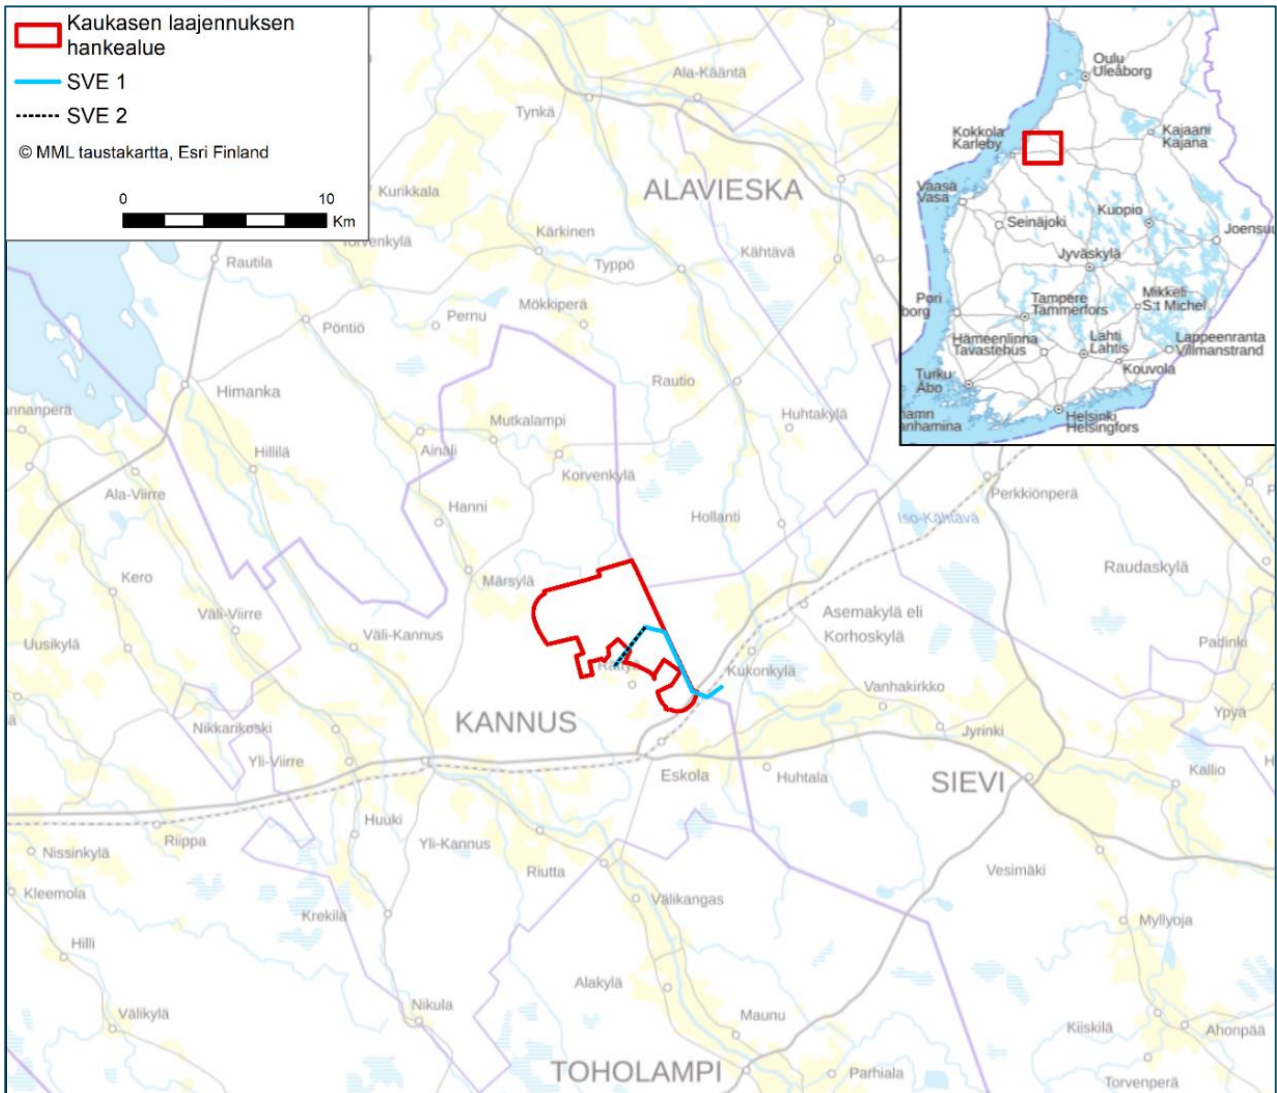 Kaukasen laajennuksen
hankealue
SVE 1
SVE 2
© MML taustakartta, Esri Finland
0
10
Km
Oulu
Uleåborg
Kokkola
Karleby
Kajaani
Kajana
Vaasa
Vasa
Seinäjoki
Kuopio
Joensuu
Jyväskylä
Pori
borg
Tampere
Tammerfors
Mikkeli
S:t Michel
Hämeenlinna
Tavastehus
Lahti
Lahtis
Lappeenranta
Villmanstrand
Kouvola
Turku
Åbo
Helsinki
Helsingfors
anhamina
Ala-Kääntä
Tynkä
Kurikkala
ALAVIESKA
Kärkinen
Kähtävä
Rautila
Typpö
Mökkiperä
Pernu
Pöntiö
Rautio
Himanka
Huhtakylä
Mutkalampi
Ainali
Hillilä
Korvenkylä
Ala-Viirre
Perkkiönperä
Hanni
Hollanti
Iso-Kähtävä
Raudaskylä
Kero
Märsylä
Väli-Viirre
Asemakylä eli
Korhoskylä
Uusikylä
Väli-Kannus
Padinki
Kukonkylä
Vanhakirkko
Ypyä
KANNUS
Nikkarikoski
Jyrinki
Yli-Viirre
Eskola
Huhtala
SIEVI
Kallio
Huuki
Riippa
Yli-Kannus
Nissinkylä
Riutta
Vesimäki
Kleemola
Välikangas
Krekilä
Myllyoja
Hilli
Alakylä
Nikula
Välikylä
Maunu
Kiiskilä
Ahonpää
TOHOLAMPI
Parhiala
Torvenperä